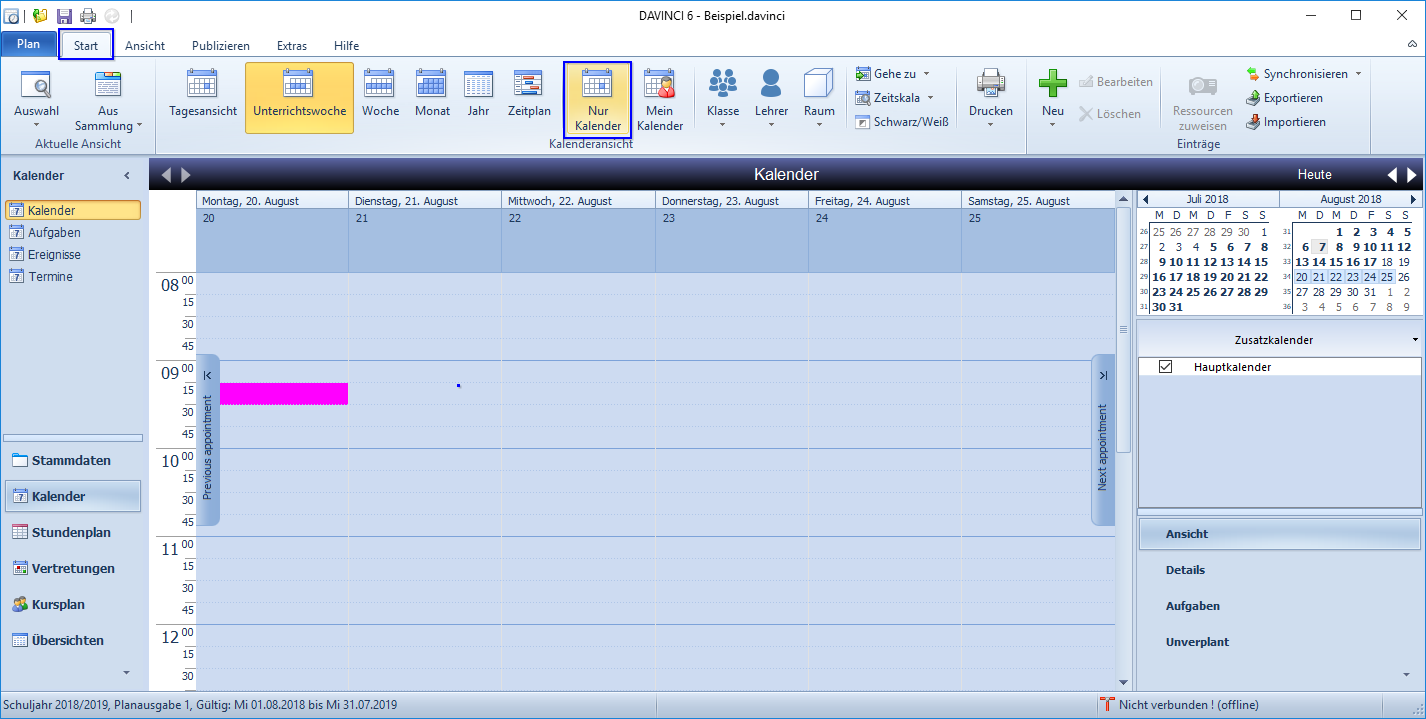 DAVINCI 6 - Beispiel.davinci
Plan Start Ansicht Publizieren Extras Hilfe
Auswahl
Aus Sammlung
Aktuelle Ansicht
Tagesansicht
Unterrichtswoche
Woche
Monat
Jahr
Zeitplan
Nur
Kalender
Mein
Kalender
Klasse
Lehrer
Raum
Gehe zu
Zeitskala
Schwarz/Weiß
Kalenderansicht
Drucken
Neu
Bearbeiten
Löschen
Ressourcen
zuweisen
Synchronisieren
Exportieren
Importieren
Einträge
Kalender
Kalender
Aufgaben
Ereignisse
Termine
Stammdaten
Kalender
Stundenplan
Vertretungen
Kursplan
Übersichten
Kalender
Heute
Montag, 20. August Dienstag, 21. August Mittwoch, 22. August Donnerstag, 23. August Freitag, 24. August Samstag, 25. August
20 21 22 23 24 25
08 00
15
30
45
09 00
15
30
45
10 00
15
30
45
11 00
15
30
45
12 00
15
30
Previous appointment
Next appointment
Juli 2018
M D M D F S S
26 25 26 27 28 29 30 1
27 2 3 4 5 6 7 8
28 9 10 11 12 13 14 15
29 16 17 18 19 20 21 22
30 23 24 25 26 27 28 29
31 30 31
August 2018
M D M D F S S
31 1 2 3 4 5
32 6 7 8 9 10 11 12
33 13 14 15 16 17 18 19
34 20 21 22 23 24 25 26
35 27 28 29 30 31 1 2
36 3 4 5 6 7 8 9
Zusatzkalender
Hauptkalender
Ansicht
Details
Aufgaben
Unverplant
Schuljahr 2018/2019, Planausgabe 1, Gültig: Mi 01.08.2018 bis Mi 31.07.2019
Nicht verbunden ! (offline)